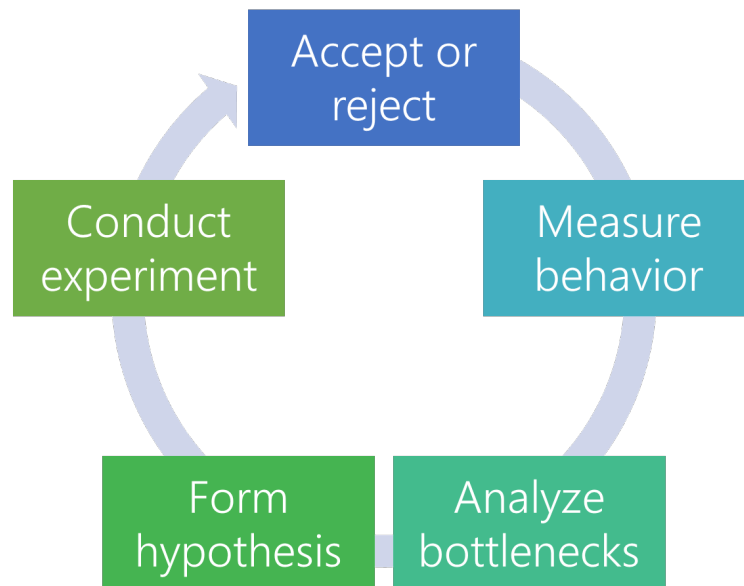 Accept or
reject
Measure
behavior
Analyze
bottlenecks
Form
hypothesis
Conduct
experiment